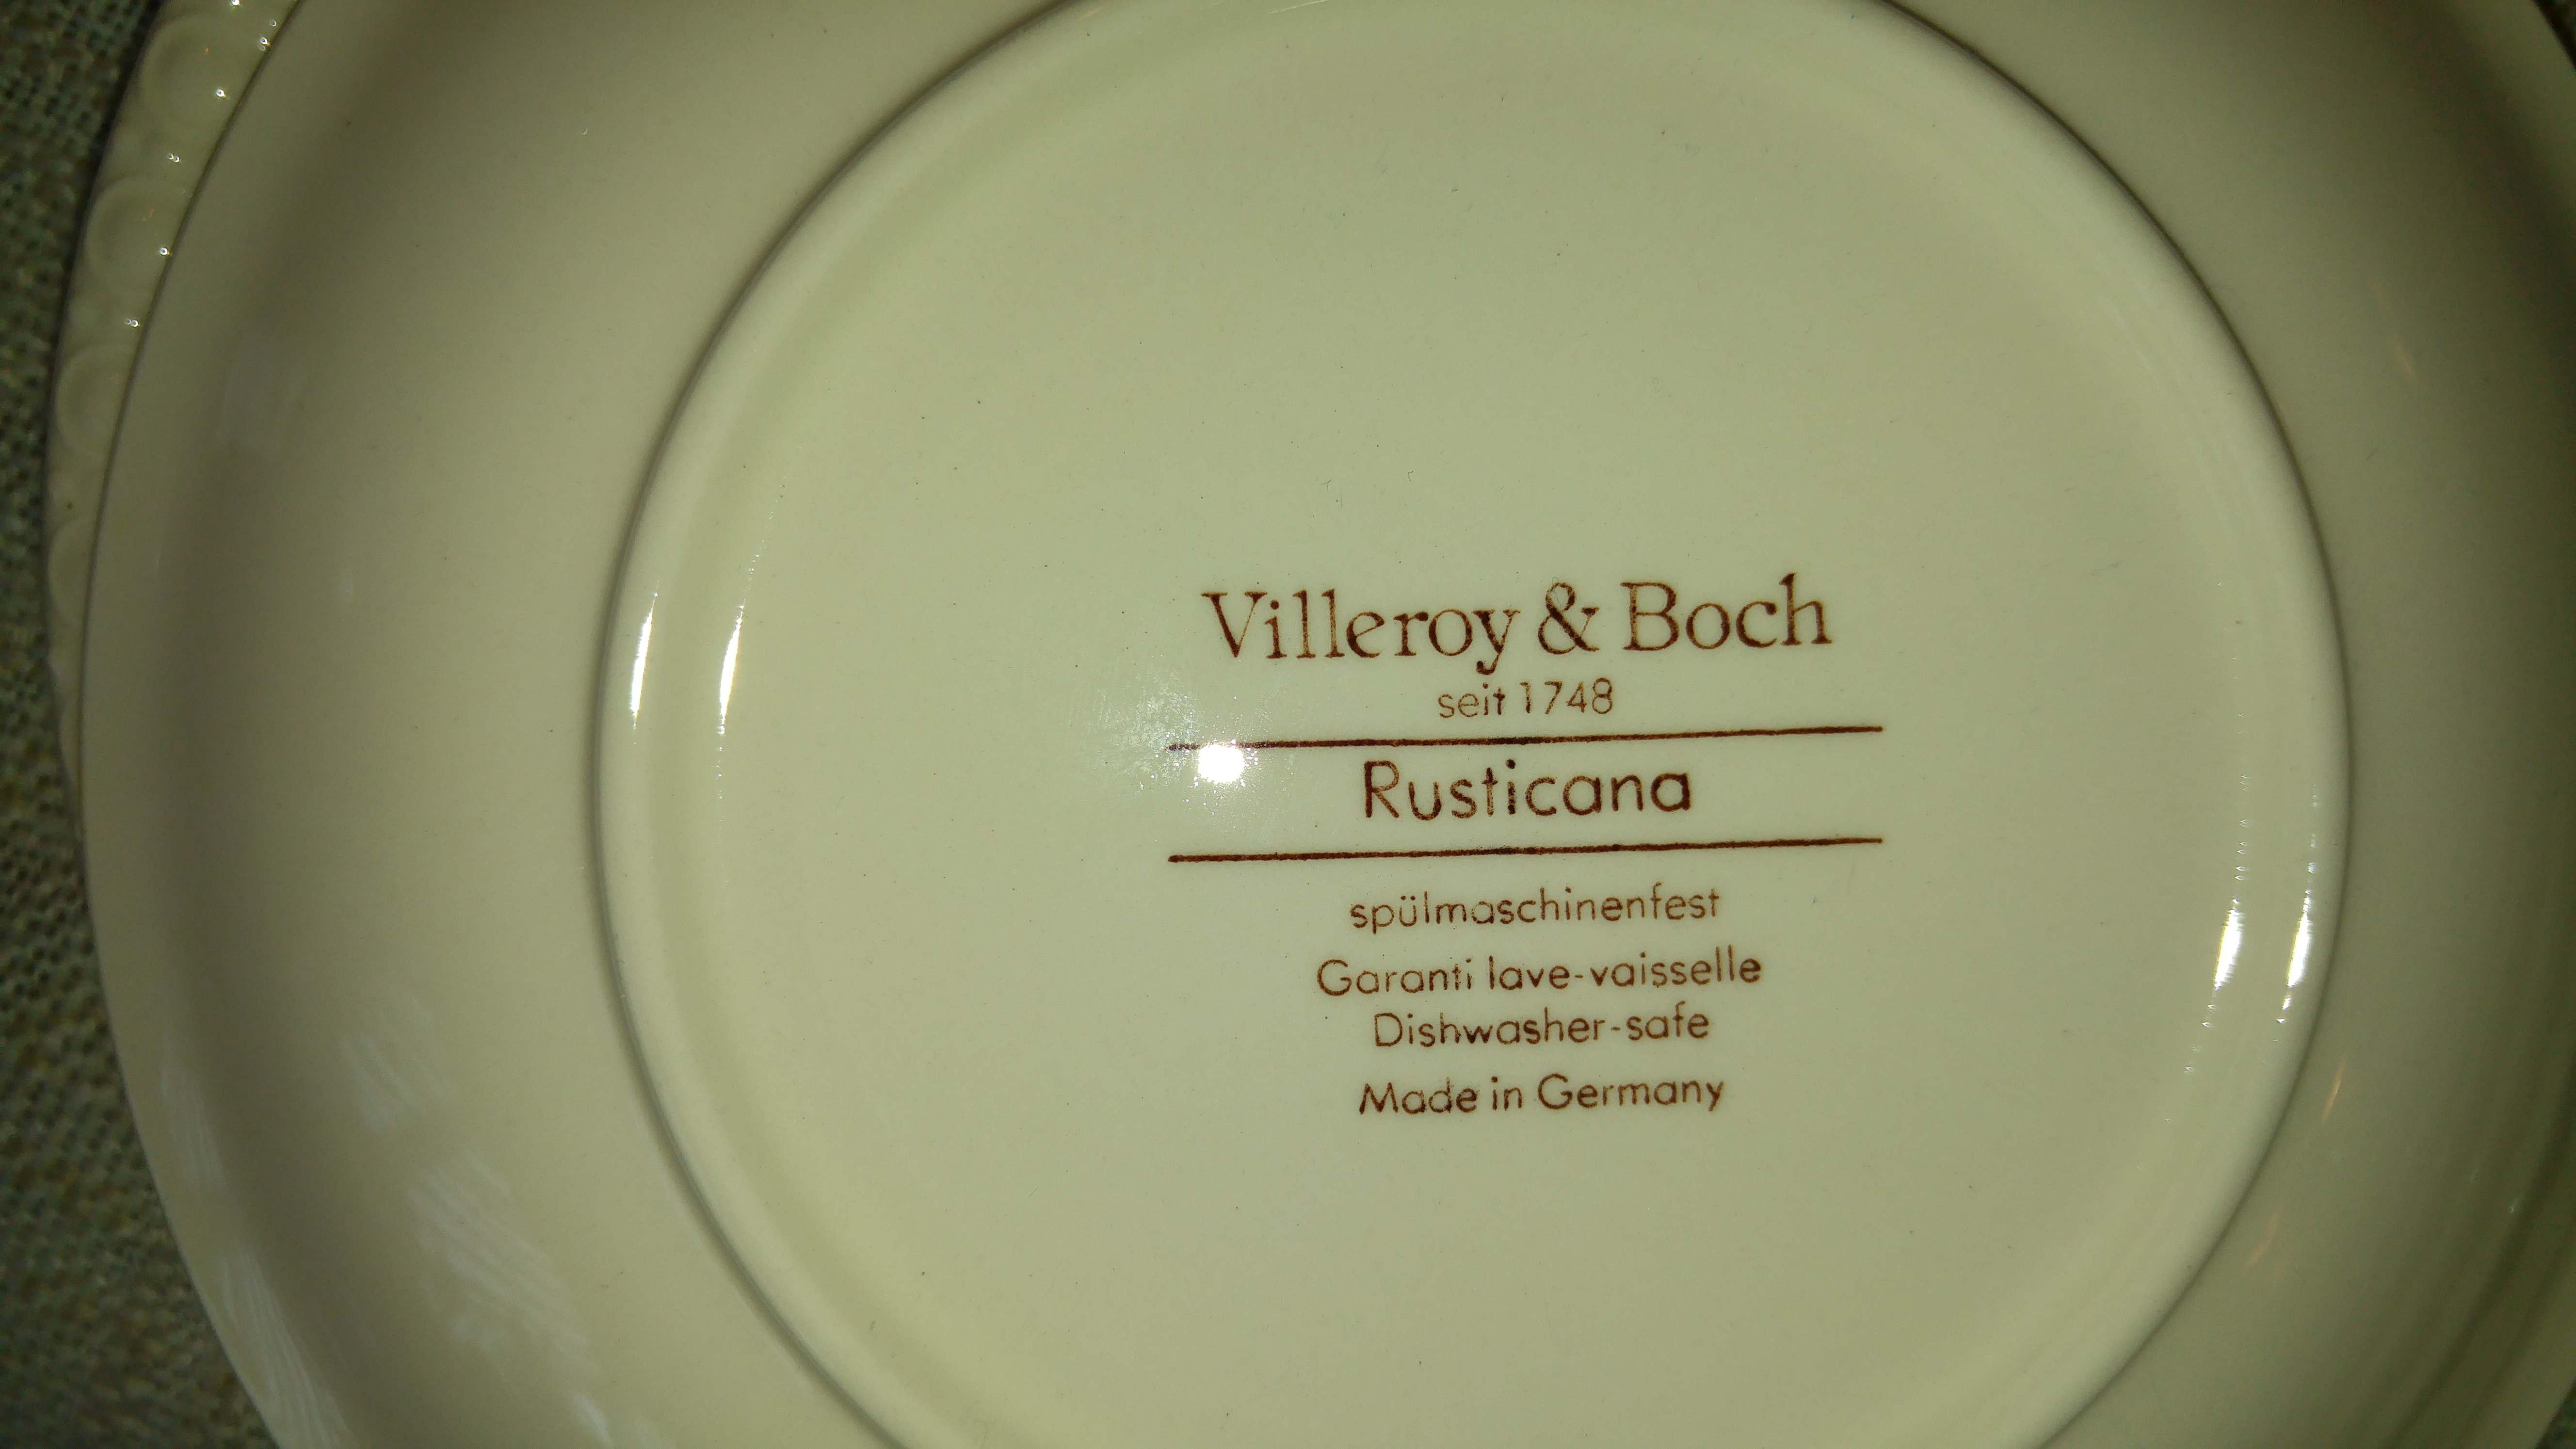 Villeroy & Boch
seit 1748
Rusticana
spülmaschinenfest
Garanti lave-vaisselle
Dishwasher-safe
Made in Germany